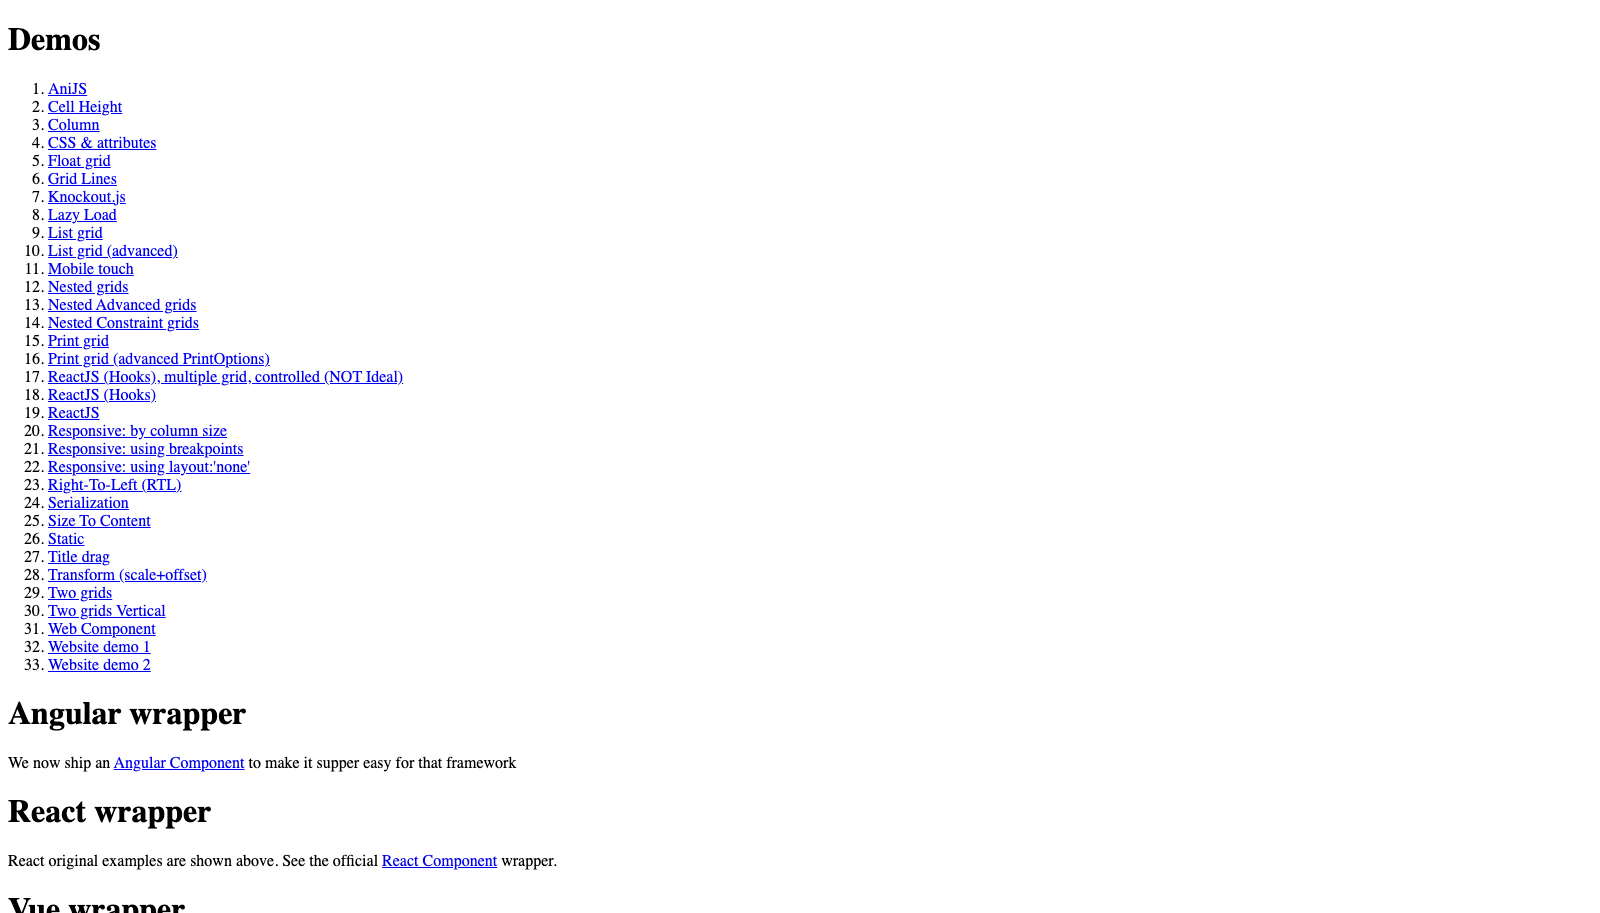 Demos
1. AniJS
2. Cell Height
3. Column
4. CSS & attributes
5. Float grid
6. Grid Lines
7. Knockout.js
8. Lazy Load
9. List grid
10. List grid (advanced)
11. Mobile touch
12. Nested grids
13. Nested Advanced grids
14. Nested Constraint grids
15. Print grid
16. Print grid (advanced PrintOptions)
17. ReactJS (Hooks), multiple grid, controlled (NOT Ideal)
18. ReactJS (Hooks)
19. ReactJS
20. Responsive: by column size
21. Responsive: using breakpoints
22. Responsive: using layout:'none'
23. Right-To-Left (RTL)
24. Serialization
25. Size To Content
26. Static
27. Title drag
28. Transform (scale+offset)
29. Two grids
30. Two grids Vertical
31. Web Component
32. Website demo 1
33. Website demo 2
Angular wrapper
We now ship an Angular Component to make it supper easy for that framework
React wrapper
React original examples are shown above. See the official React Component wrapper.
Vue wrapper